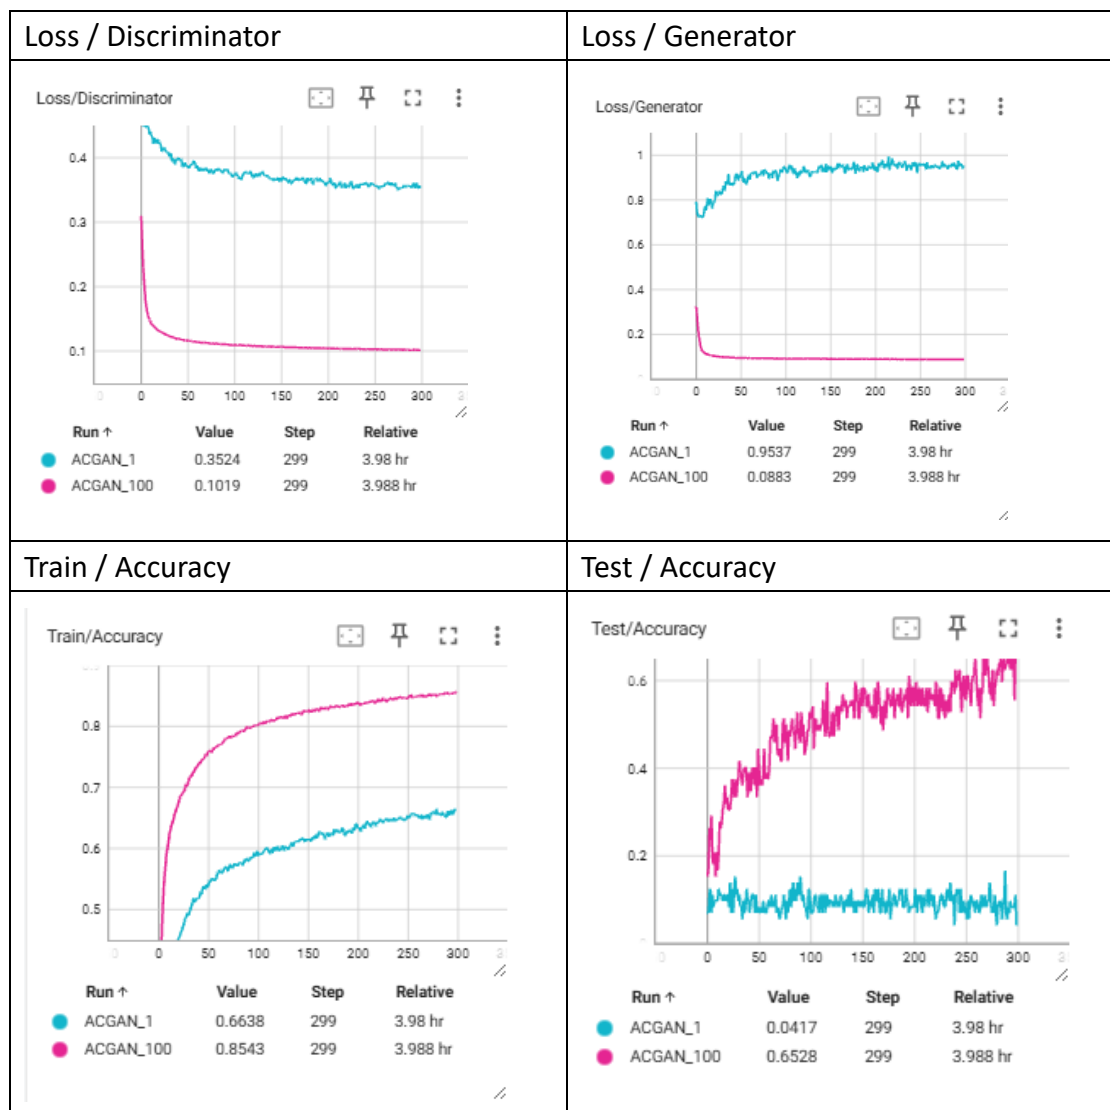 Loss / Discriminator
Loss / Generator
Loss/Discriminator
0.4
0.3
0.2
0.1
0 50 100 150 200 250 300
Run ↑ Value Step Relative
ACGAN_1 0.3524 299 3.98 hr
ACGAN_100 0.1019 299 3.988 hr
Loss/Generator
1
0.8
0.6
0.4
0.2
0 50 100 150 200 250 300
Run ↑ Value Step Relative
ACGAN_1 0.9537 299 3.98 hr
ACGAN_100 0.0883 299 3.988 hr
Train / Accuracy
Test / Accuracy
Train/Accuracy
0.8
0.7
0.6
0.5
0 50 100 150 200 250 300
Run ↑ Value Step Relative
ACGAN_1 0.6638 299 3.98 hr
ACGAN_100 0.8543 299 3.988 hr
Test/Accuracy
0.6
0.4
0.2
0 50 100 150 200 250 300
Run ↑ Value Step Relative
ACGAN_1 0.0417 299 3.98 hr
ACGAN_100 0.6528 299 3.988 hr